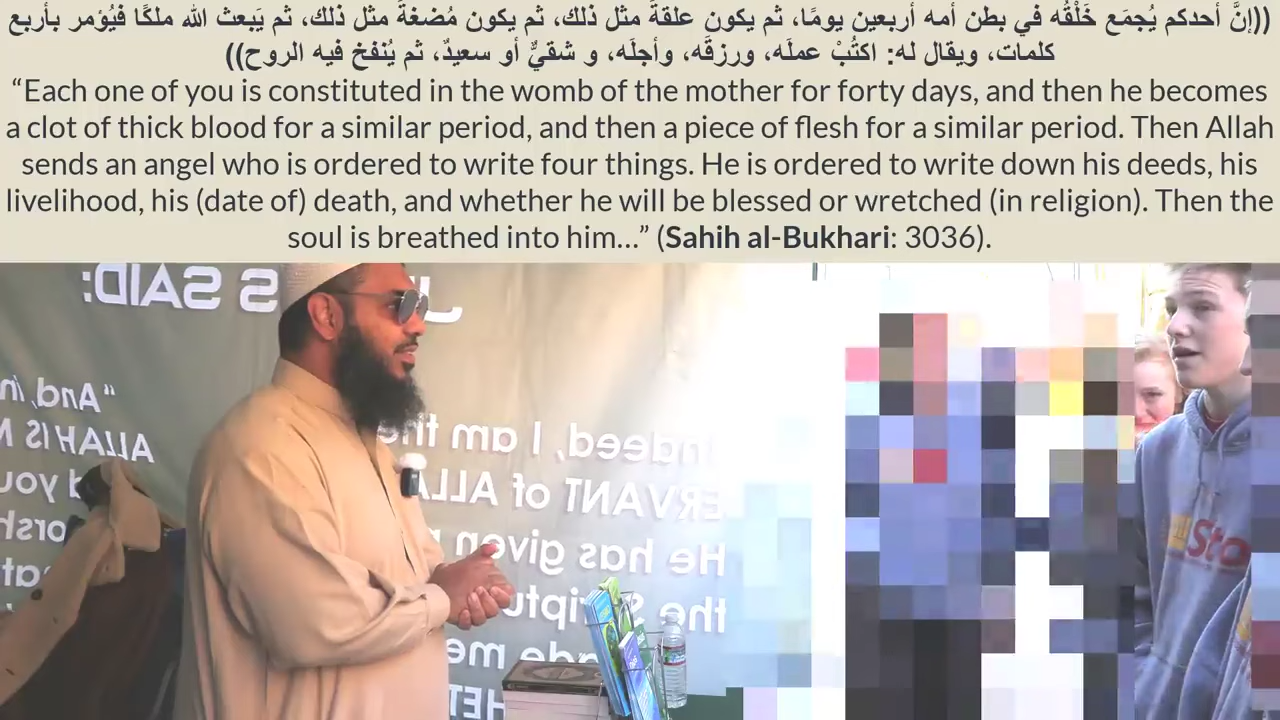 ((إنَّ أحدكم يُجمَع خَلْقُه في بطن أمه أربعين يومًا، ثم يكون علقةً مثل ذلك، ثم يكون مُضغةً مثل ذلك، ثم يَبعث الله ملكًا فيُؤمر بأربع
كلمات، ويقال له: اكتُبْ عملَه، ورزقَه، وأجلَه، و شقيٌّ أو سعيدٌ، ثم يُنفخ فيه الروح))
“Each one of you is constituted in the womb of the mother for forty days, and then he becomes
a clot of thick blood for a similar period, and then a piece of flesh for a similar period. Then Allah
sends an angel who is ordered to write four things. He is ordered to write down his deeds, his
livelihood, his (date of) death, and whether he will be blessed or wretched (in religion). Then the
soul is breathed into him...” (Sahih al-Bukhari: 3036).
S SAID:
“And in
ALLAH IS
you
ndeed, I am the
ERVANT of ALLA
He has given
the Scriptu
de me
Sta